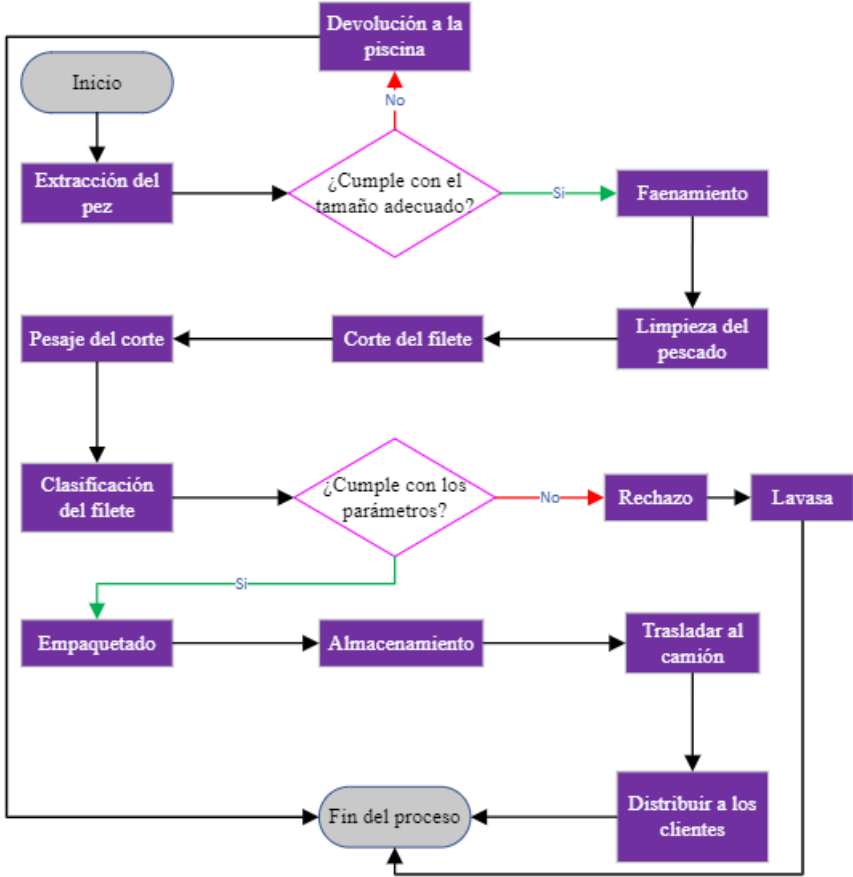 Devolución a la
piscina
Inicio
No
Extracción del
pez
¿Cumple con el
tamaño adecuado?
Si
Faenamiento
Pesaje del corte
Corte del filete
Limpieza del
pescado
Clasificación
del filete
¿Cumple con los
parámetros?
No
Rechazo
Lavasa
Si
Empaquetado
Almacenamiento
Trasladar al
camión
Fin del proceso
Distribuir a los
clientes